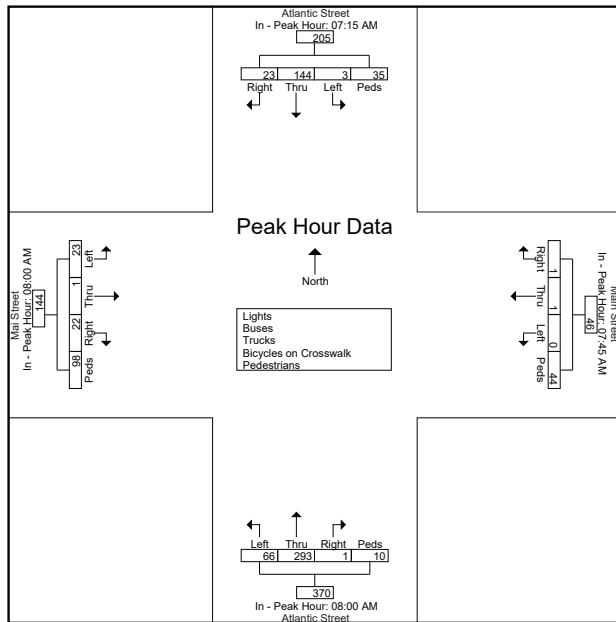 Atlantic Street
In - Peak Hour: 07:15 AM
205
23 144 3 35
Right Thru Left Peds
Peak Hour Data
North
Lights
Buses
Trucks
Bicycles on Crosswalk
Pedestrians
Mai Street
In - Peak Hour: 08:00 AM
144
23 1 22 98
Left Thru Right Peds
Main Street
In - Peak Hour: 07:45 AM
46
1 1 0 44
Right Thru Left Peds
Left Thru Right Peds
66 293 1 10
370
In - Peak Hour: 08:00 AM
Atlantic Street